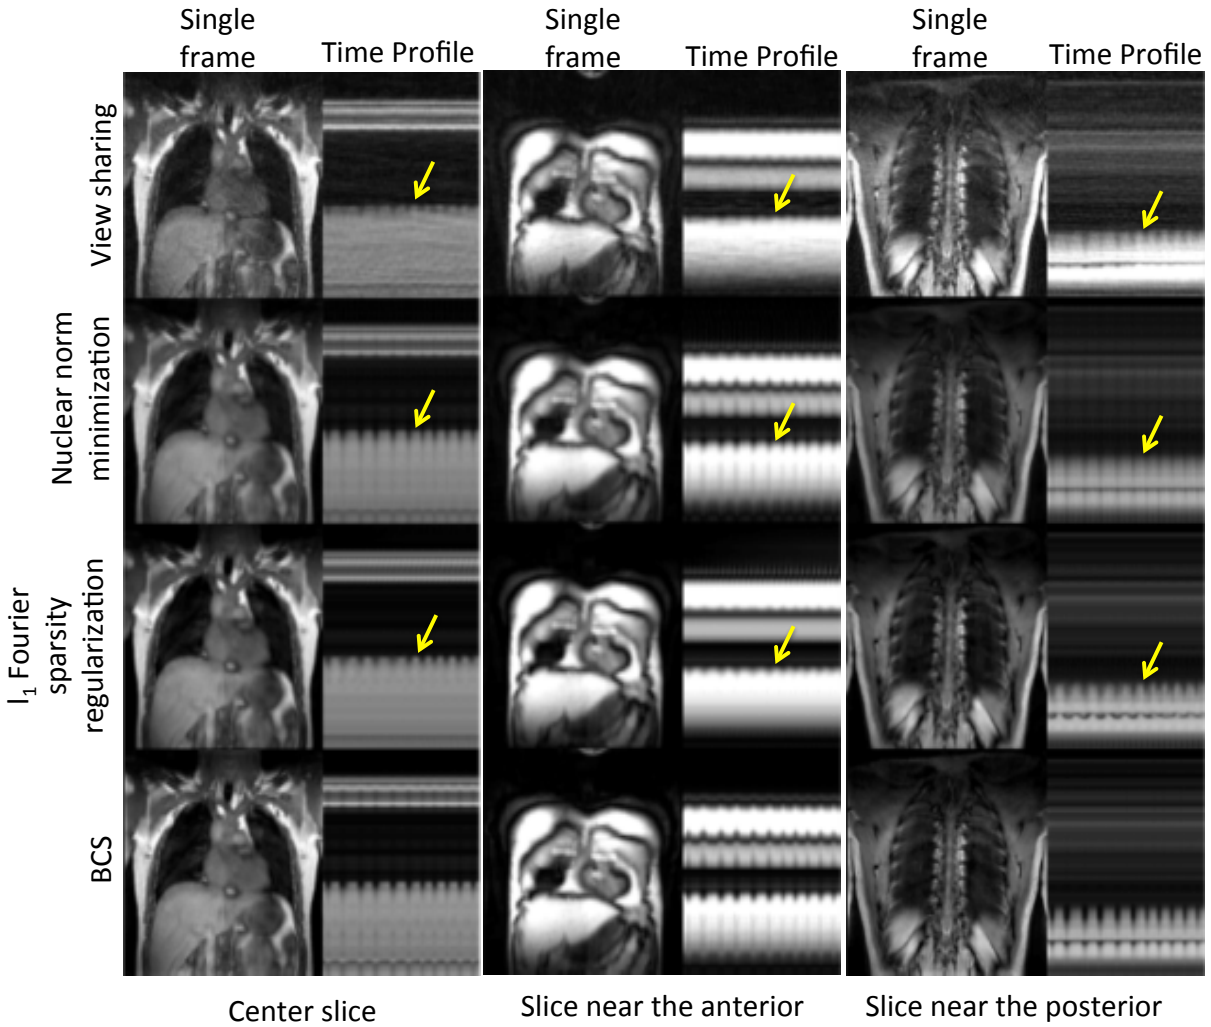 Single
frame
Time Profile
Single
frame
Time Profile
Single
frame
Time Profile
View sharing
Nuclear norm
minimization
l1 Fourier
sparsity
regularization
BCS
Center slice
Slice near the anterior
Slice near the posterior